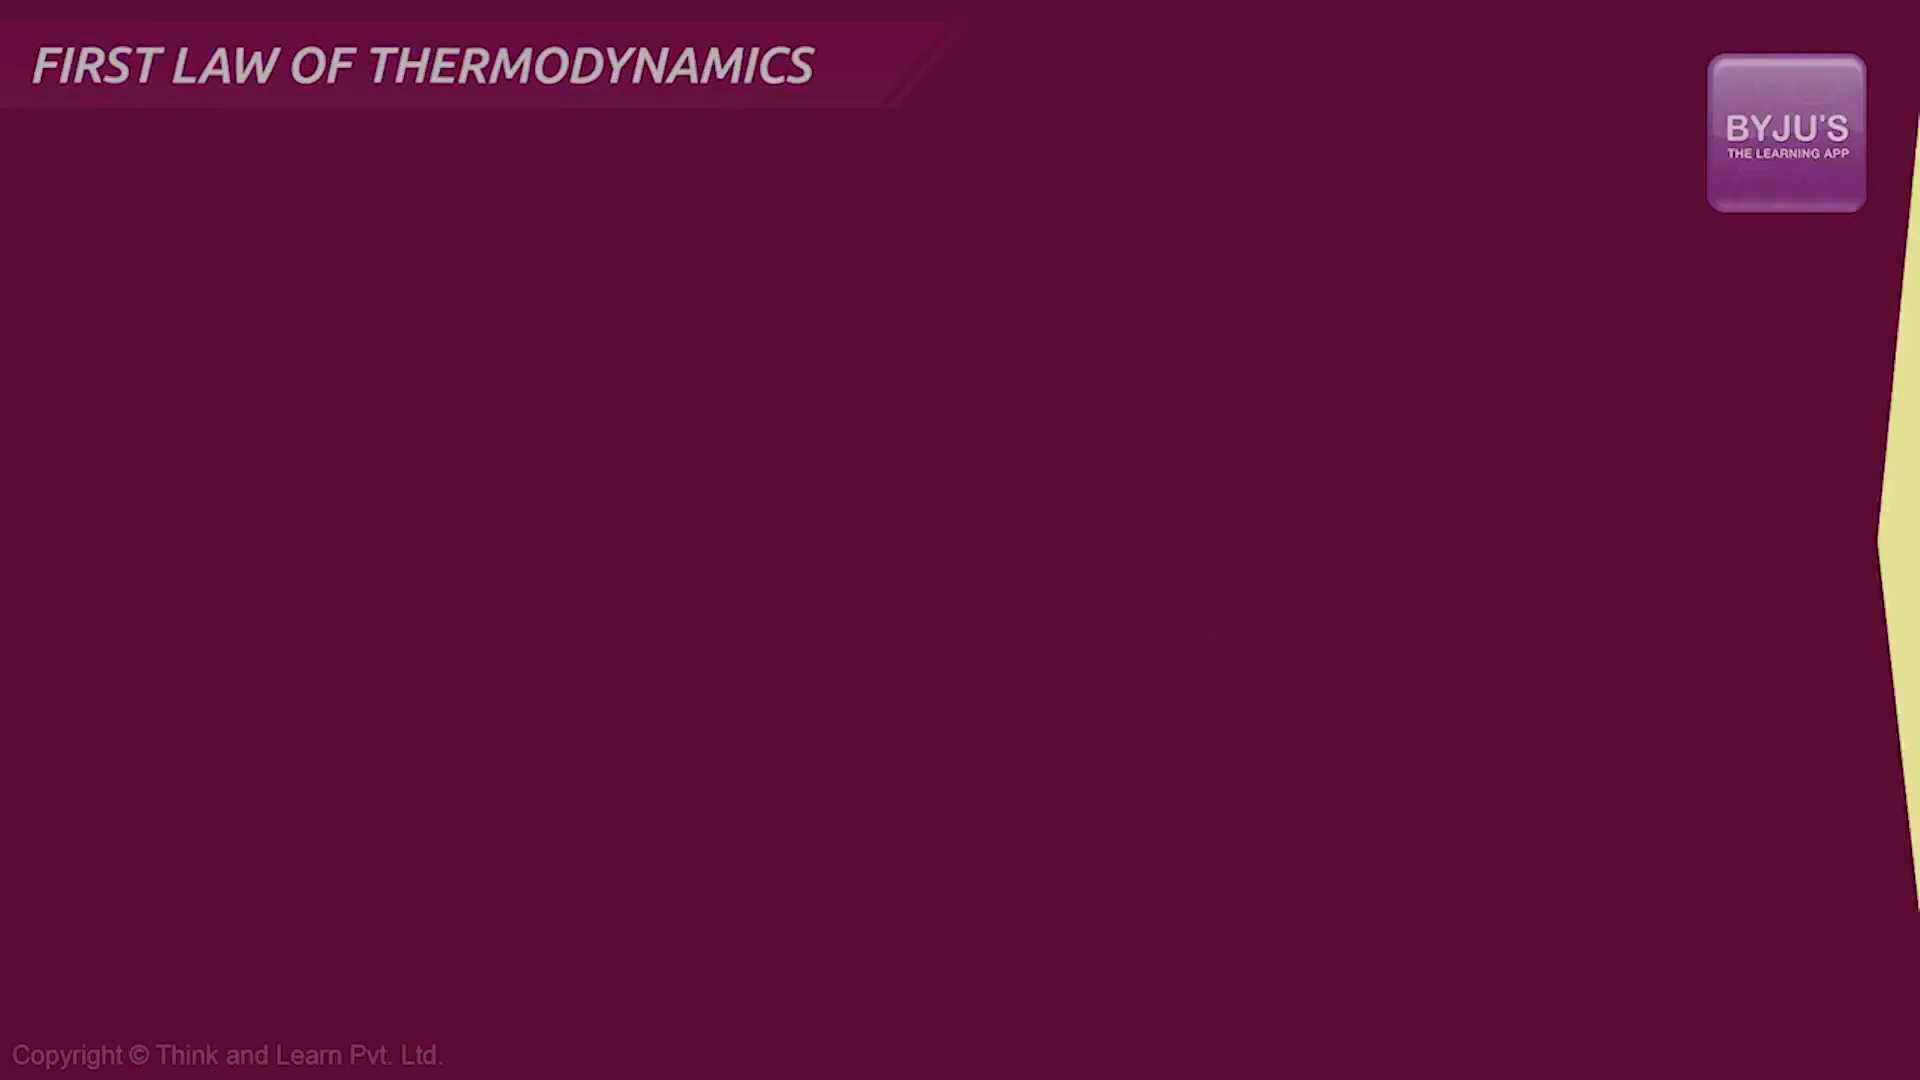 FIRST LAW OF THERMODYNAMICS
BYJU'S
THE LEARNING APP
Copyright © Think and Learn Pvt. Ltd.